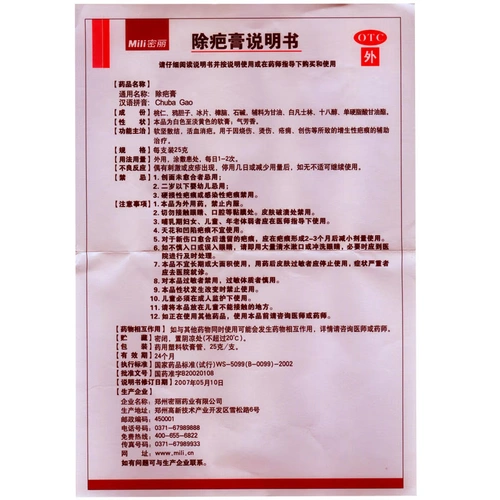 Mili 密丽
除疤膏说明书
OTC
外
请仔细阅读说明书并按说明使用或在药师指导下购买和使用
【药品名称】
通用名称：除疤膏
汉语拼音：Chuba Gao
【成　份】桃仁、鸦胆子、冰片、樟脑、石碱，辅料为甘油、白凡士林、十八醇、单硬脂酸甘油酯。
【性　状】本品为白色至淡黄色的软膏；气芳香。
【功能主治】软坚散结，活血消疤。用于因烧伤、烫伤、疮疡、创伤等所致的增生性疤痕的辅助
治疗。
【规　格】每支装25克
【用法用量】外用，涂敷患处，每日1-2次。
【不良反应】偶有刺激或皮疹出现，停用几日或减少用量后，如无不适可继续使用。
【禁　忌】1. 创面未愈合者忌用；
2. 二岁以下婴幼儿忌用；
3. 硬损性疤痕或感染性疤痕禁用。
【注意事项】1. 本品为外用药，禁止内服。
2. 切勿接触眼睛、口腔等黏膜处。皮肤破溃处禁用。
3. 哺乳期妇女、儿童、年老体弱者应在医师指导下使用。
4. 天花和凹陷疤痕不宜使用。
5. 对于新伤口愈合后遗留的疤痕，应在疤痕形成2-3个月后减小剂量使用。
6. 如不慎入口或误入眼睛，请即用大量清水漱口或冲洗眼睛，必要时应到医
院进行及时处理。
7. 本品不宜长期或大面积使用，用药后皮肤过敏者应停止使用，症状严重者
应去医院就诊。
8. 对本品过敏者禁用，过敏体质者慎用。
9. 本品性状发生改变时禁止使用。
10. 儿童必须在成人监护下使用。
11. 请将本品放在儿童不能接触的地方。
12. 如正在使用其他药品，使用本品前请咨询医师或药师。
【药物相互作用】如与其他药物同时使用可能会发生药物相互作用，详情请咨询医师或药师。
【贮　藏】密闭，置阴凉处(不超过20℃)。
【包　装】药用塑料软膏管，25克/支。
【有 效 期】24个月
【执行标准】国家药品标准(试行)WS-5099(B-0099)-2002
【批准文号】国药准字B20020108
【说明书修订日期】2007年05月10日
【生产企业】
企业名称：郑州密丽药业有限公司
生产地址：郑州高新技术产业开发区雪松路6号
邮政编码：450001
电话号码：0371-67989888
免费热线：400-655-6822
传真号码：0371-67989933
网　　址：www.mili.cn
如有问题可与生产企业联系。